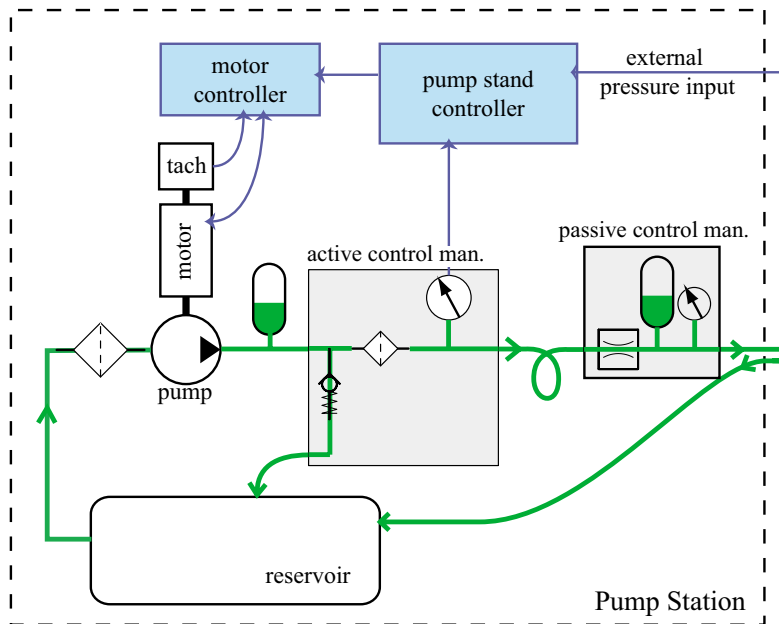 motor
controller
pump stand
controller
external
pressure input
tach
motor
active control man.
passive control man.
pump
reservoir
Pump Station